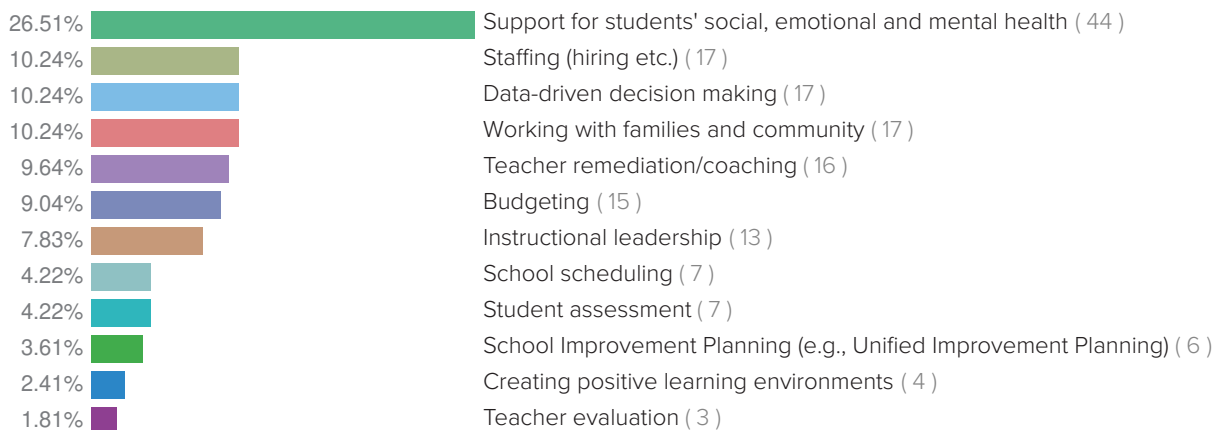 26.51% Support for students' social, emotional and mental health ( 44 )
10.24% Staffing (hiring etc.) ( 17 )
10.24% Data-driven decision making ( 17 )
10.24% Working with families and community ( 17 )
9.64% Teacher remediation/coaching ( 16 )
9.04% Budgeting ( 15 )
7.83% Instructional leadership ( 13 )
4.22% School scheduling ( 7 )
4.22% Student assessment ( 7 )
3.61% School Improvement Planning (e.g., Unified Improvement Planning) ( 6 )
2.41% Creating positive learning environments ( 4 )
1.81% Teacher evaluation ( 3 )